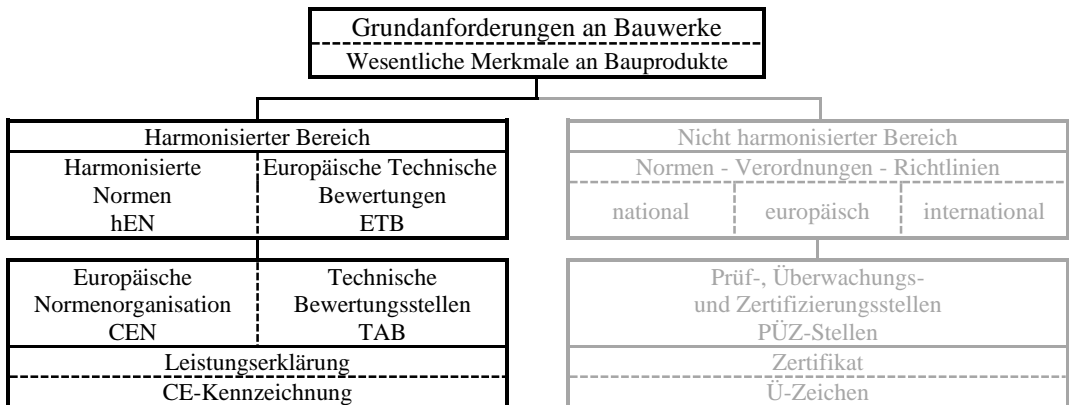 Grundanforderungen an Bauwerke
Wesentliche Merkmale an Bauprodukte
Harmonisierter Bereich
Harmonisierte
Normen
hEN
Europäische Technische
Bewertungen
ETB
Europäische
Normenorganisation
CEN
Technische
Bewertungsstellen
TAB
Leistungserklärung
CE-Kennzeichnung
Nicht harmonisierter Bereich
Normen - Verordnungen - Richtlinien
national
europäisch
international
Prüf-, Überwachungs-
und Zertifizierungsstellen
PÜZ-Stellen
Zertifikat
Ü-Zeichen